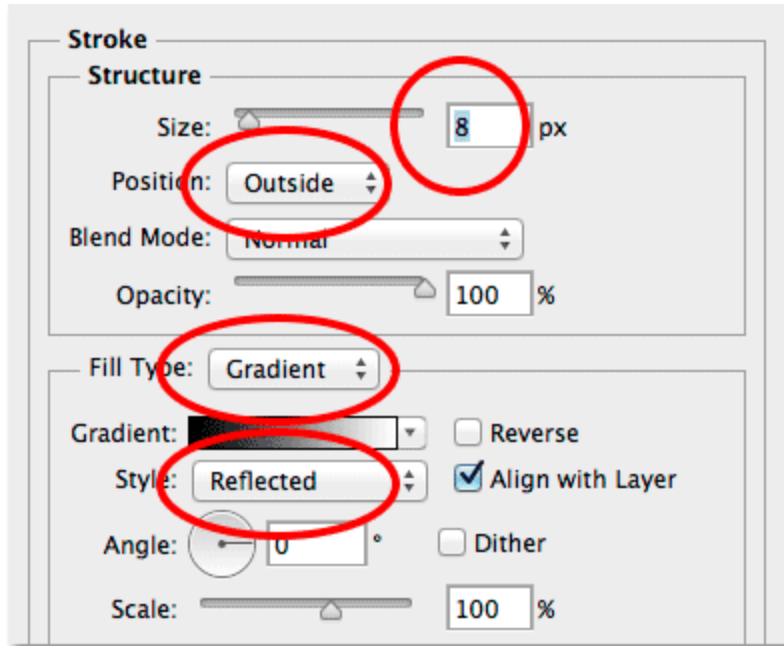 Stroke
Structure
Size: 8 px
Position: Outside
Blend Mode: Normal
Opacity: 100 %
Fill Type: Gradient
Gradient: Reverse
Style: Reflected Align with Layer
Angle: 0 ° Dither
Scale: 100 %